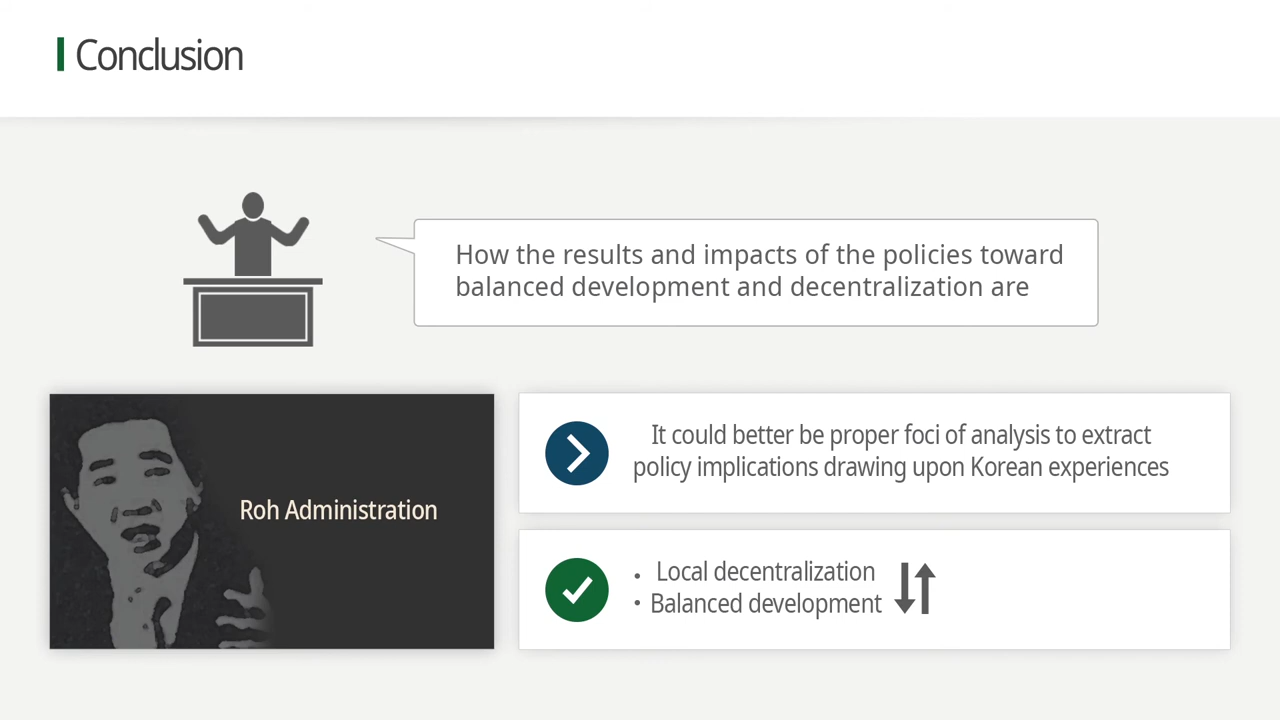 Conclusion
How the results and impacts of the policies toward
balanced development and decentralization are
Roh Administration
It could better be proper foci of analysis to extract
policy implications drawing upon Korean experiences
• Local decentralization
• Balanced development